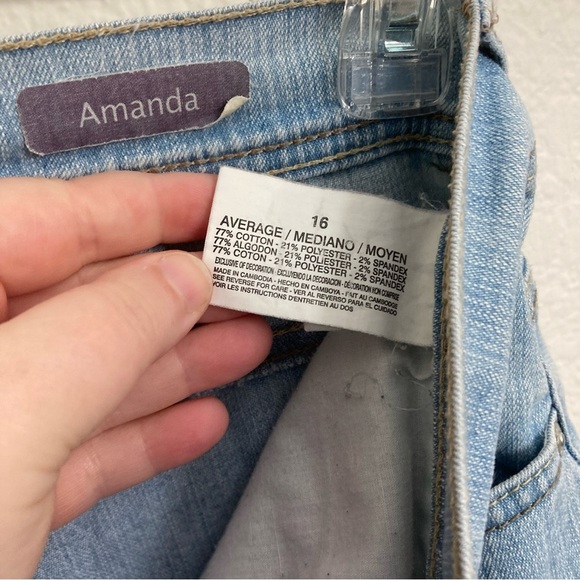 Amanda
16
AVERAGE / MEDIANO / MOYEN
77% COTTON - 21% POLYESTER - 2% SPANDEX
77% ALGODON - 21% POLIESTER - 2% SPANDEX
77% COTON - 21% POLYESTER - 2% SPANDEX
EXCLUSIVE OF DECORATION - EXCLUYENDO LA DECORACION - DÉCORATION NON COMPRISE
MADE IN CAMBODIA - HECHO EN CAMBOYA - FAIT AU CAMBODGE
SEE REVERSE FOR CARE - VER AL REVERSO PARA EL CUIDADO
VOIR LES INSTRUCTIONS D'ENTRETIEN AU DOS